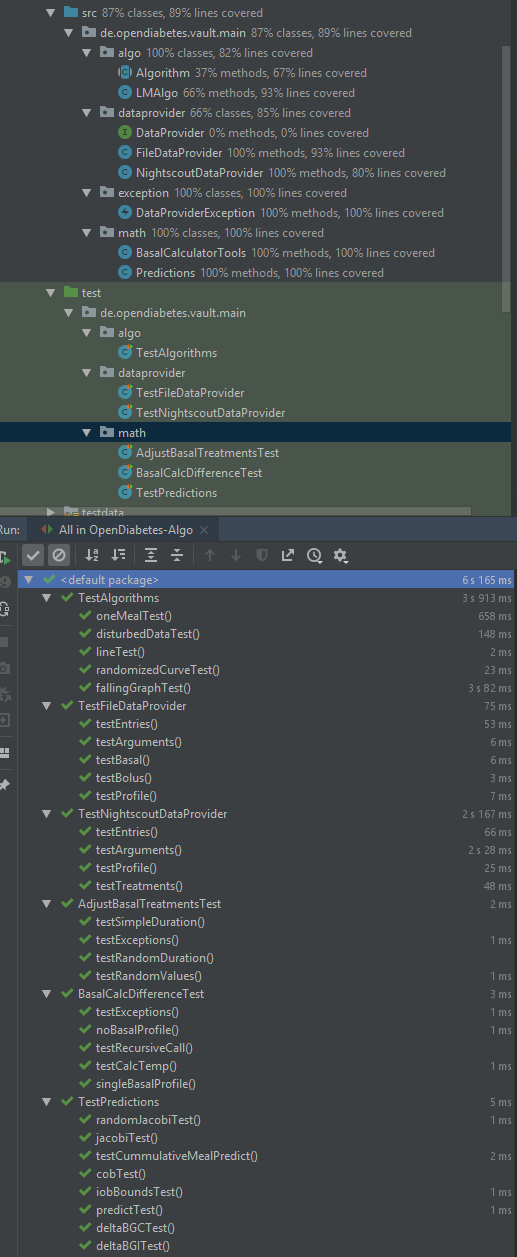 src 87% classes, 89% lines covered
de.opendiabetes.vault.main 87% classes, 89% lines covered
algo 100% classes, 82% lines covered
Algorithm 37% methods, 67% lines covered
LMAlgo 66% methods, 93% lines covered
dataprovider 66% classes, 85% lines covered
DataProvider 0% methods, 0% lines covered
FileDataProvider 100% methods, 93% lines covered
NightscoutDataProvider 100% methods, 80% lines covered
exception 100% classes, 100% lines covered
DataProviderException 100% methods, 100% lines covered
math 100% classes, 100% lines covered
BasalCalculatorTools 100% methods, 100% lines covered
Predictions 100% methods, 100% lines covered
test
de.opendiabetes.vault.main
algo
TestAlgorithms
dataprovider
TestFileDataProvider
TestNightscoutDataProvider
math
AdjustBasalTreatmentsTest
BasalCalcDifferenceTest
TestPredictions
testdata
Run: All in OpenDiabetes-Algo
<default package> 6 s 165 ms
TestAlgorithms 3 s 913 ms
oneMealTest() 658 ms
disturbedDataTest() 148 ms
lineTest() 2 ms
randomizedCurveTest() 23 ms
fallingGraphTest() 3 s 82 ms
TestFileDataProvider 75 ms
testEntries() 53 ms
testArguments() 6 ms
testBasal() 6 ms
testBolus() 3 ms
testProfile() 7 ms
TestNightscoutDataProvider 2 s 167 ms
testEntries() 66 ms
testArguments() 2 s 28 ms
testProfile() 25 ms
testTreatments() 48 ms
AdjustBasalTreatmentsTest 2 ms
testSimpleDuration()
testExceptions() 1 ms
testRandomDuration()
testRandomValues() 1 ms
BasalCalcDifferenceTest 3 ms
testExceptions() 1 ms
noBasalProfile() 1 ms
testRecursiveCall()
testCalcTemp() 1 ms
singleBasalProfile()
TestPredictions 5 ms
randomJacobiTest() 1 ms
jacobiTest()
testCummulativeMealPredict() 2 ms
cobTest()
iobBoundsTest() 1 ms
predictTest() 1 ms
deltaBGCTest()
deltaBGITest()